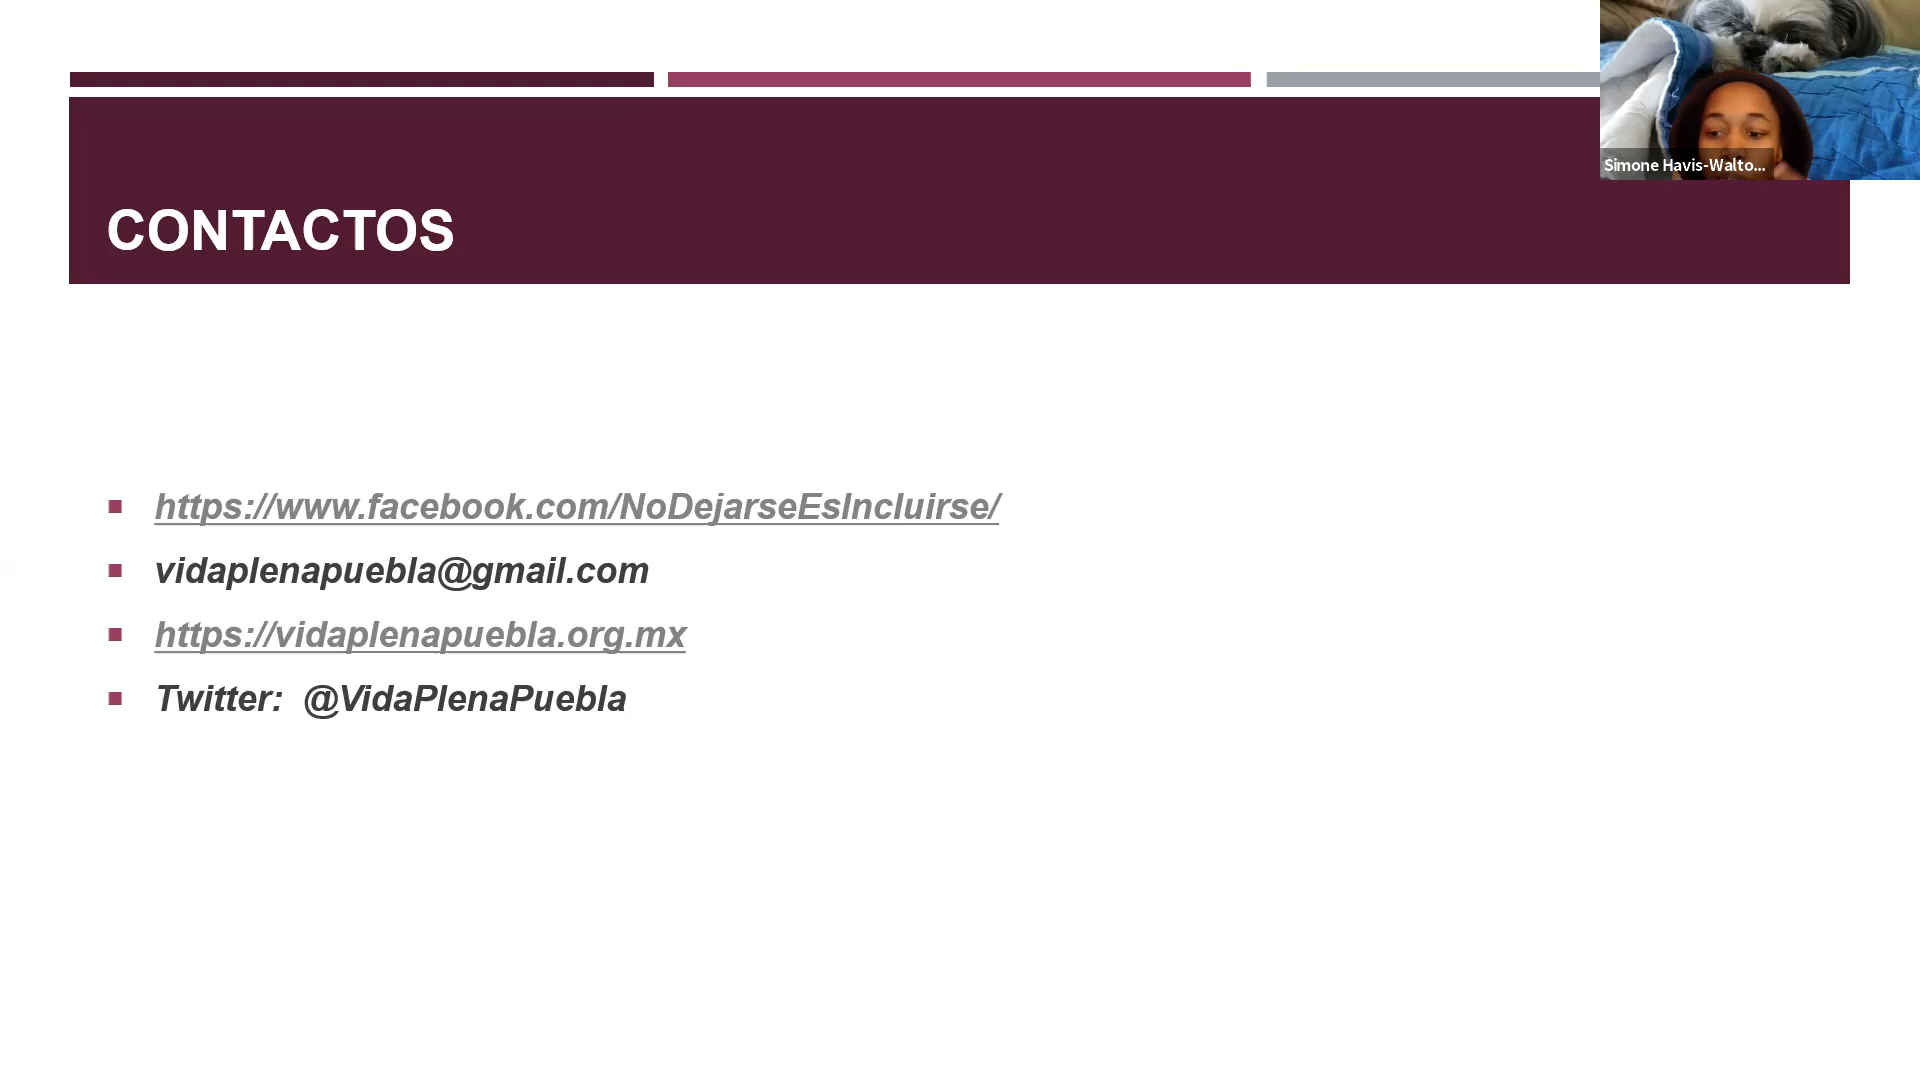 CONTACTOS
https://www.facebook.com/NoDejarseEsIncluirse/
vidaplenapuebla@gmail.com
https://vidaplenapuebla.org.mx
Twitter: @VidaPlenaPuebla
Simone Havis-Walto...